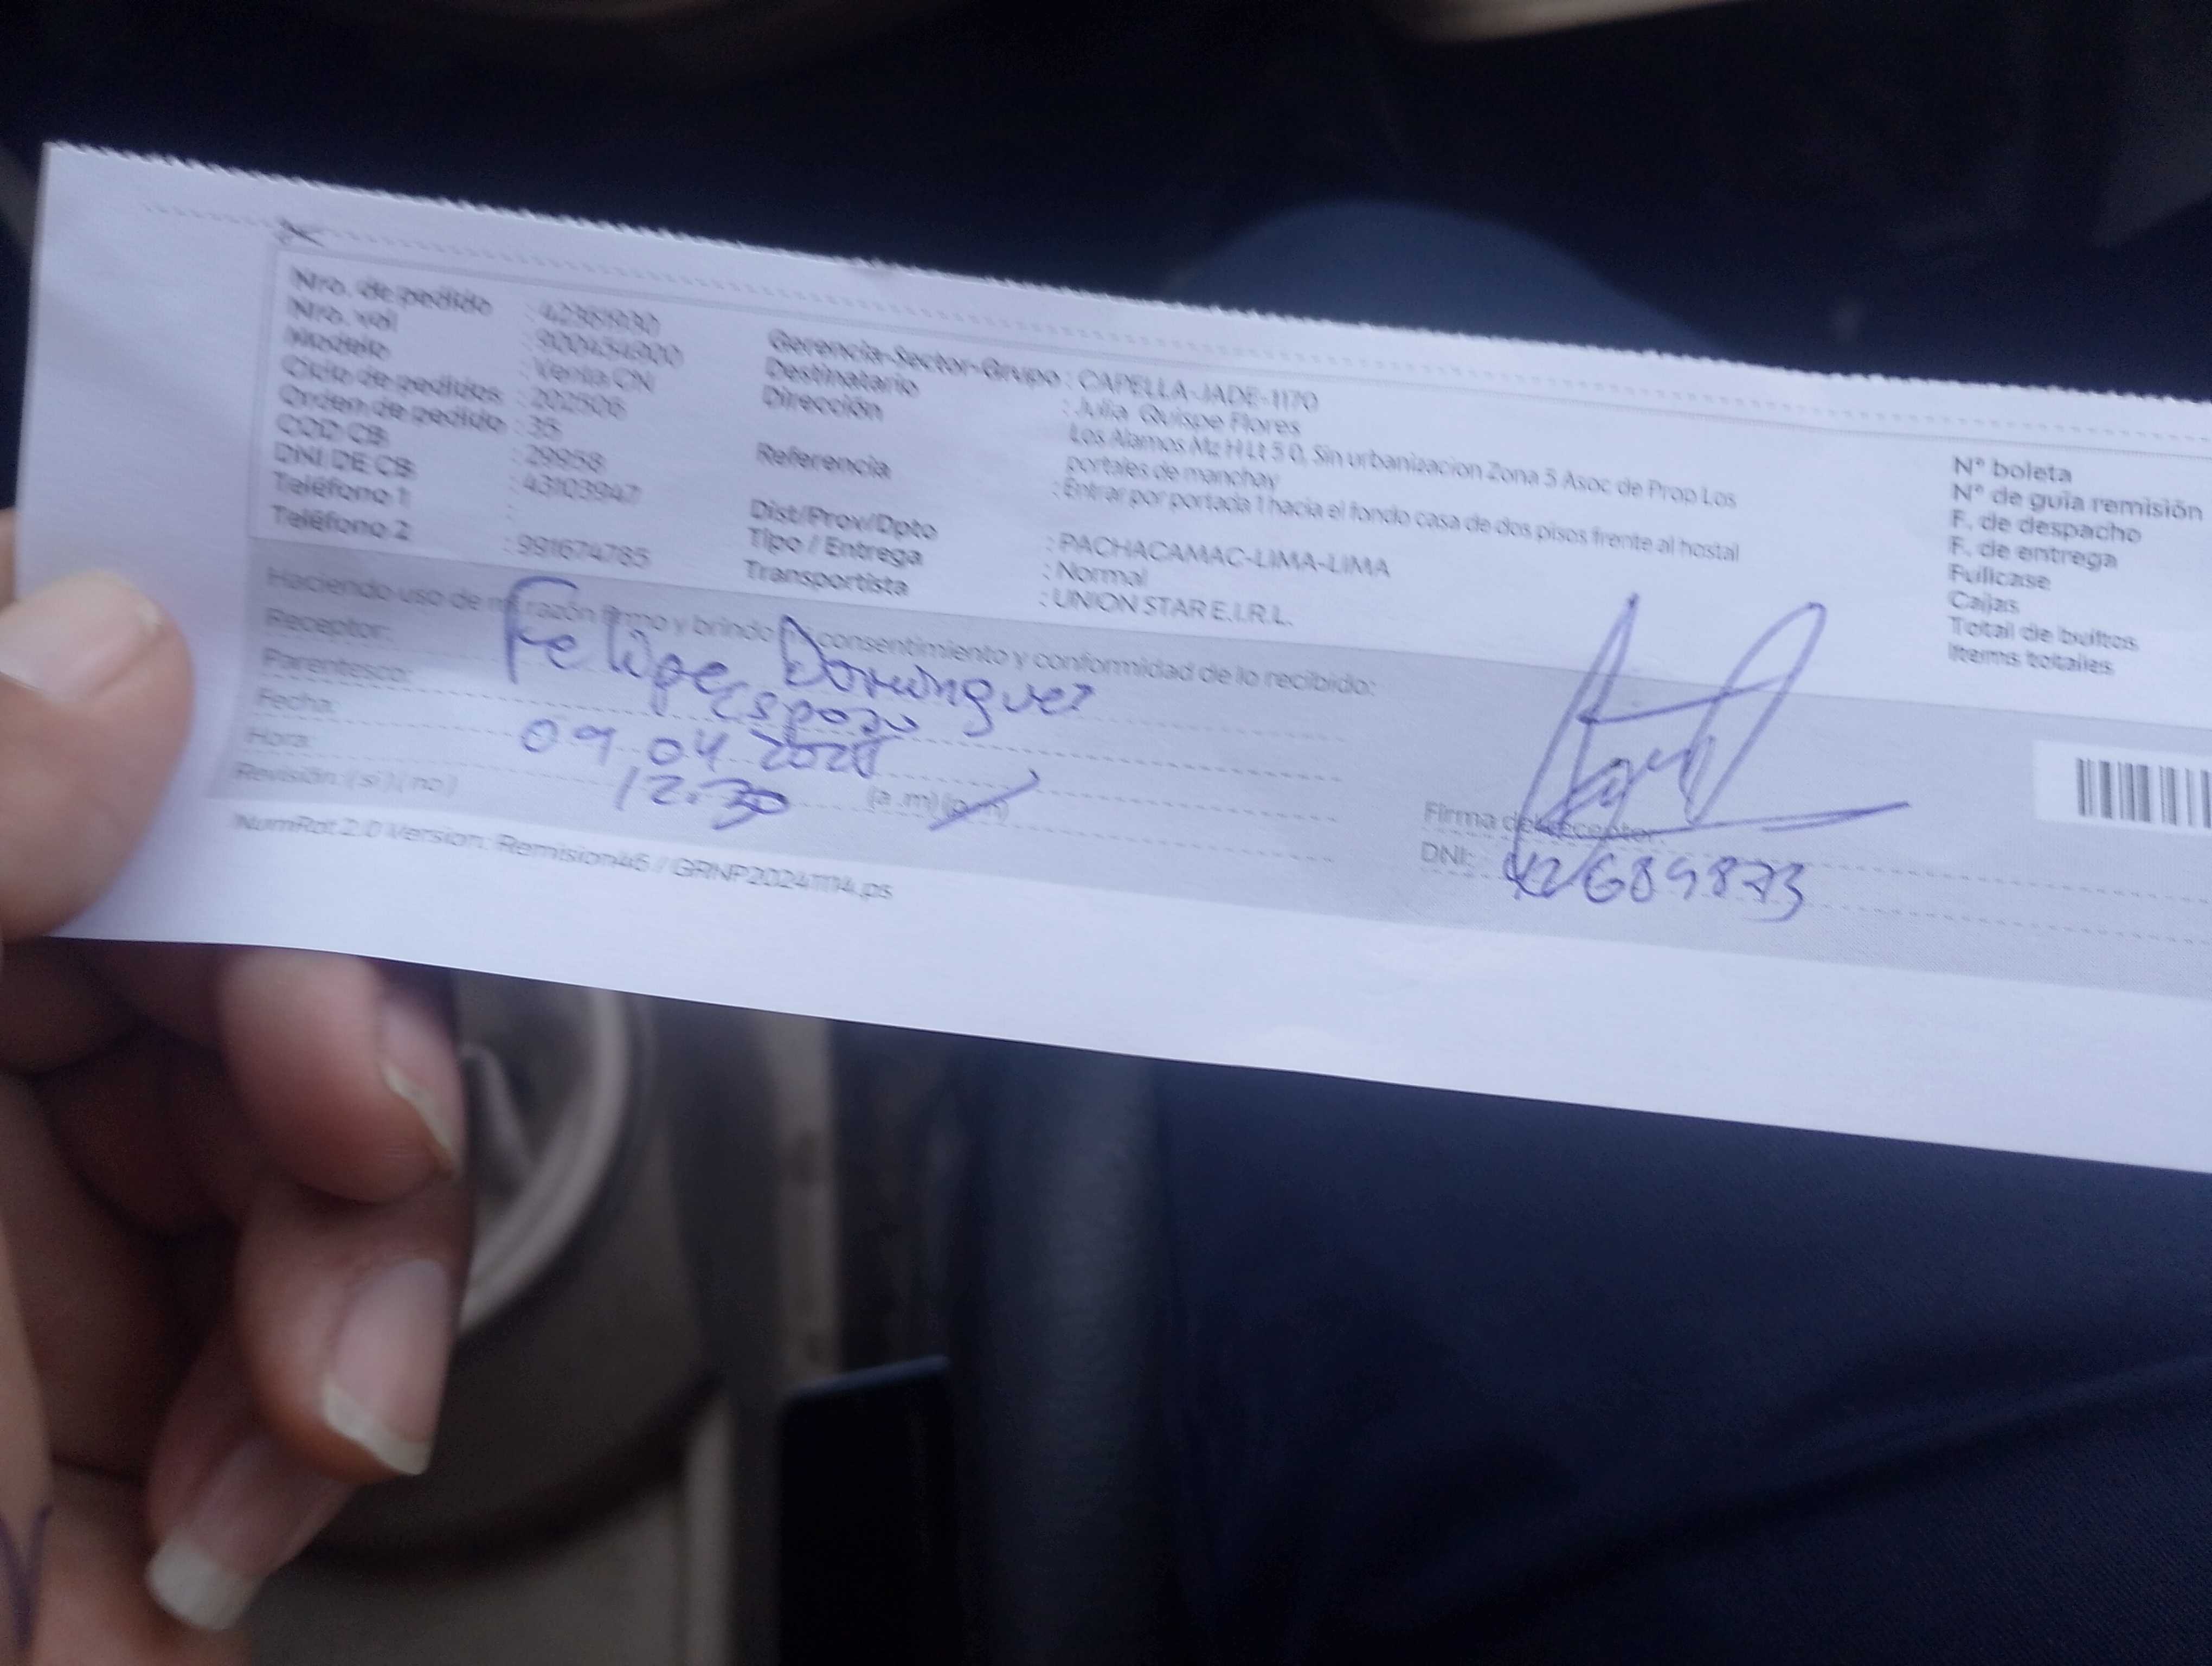 Nro. de pedido : 42381930
Nro. val : 900434300
Modelo : Venta CN
Ciclo de pedidos : 202506
Orden de pedido : 35
COD CB : 29958
DNI DE CB : 43103947
Teléfono 1 :
Teléfono 2 : 991674785
Gerencia-Sector-Grupo : CAPELLA-JADE-1170
Destinatario : Julia Quispe Flores
Dirección Los Alamos Mz H Lt 5 0, Sin urbanizacion Zona 5 Asoc de Prop Los
portales de manchay
Referencia : Entrar por portada 1 hacia el fondo casa de dos pisos frente al hostal
Dist/Prov/Dpto : PACHACAMAC-LIMA-LIMA
Tipo / Entrega : Normal
Transportista : UNION STAR E.I.R.L.
N° boleta
N° de guía remisión
F. de despacho
F. de entrega
Fullcase
Cajas
Total de bultos
Items totales
Haciendo uso de mi razón firmo y brindo consentimiento y conformidad de lo recibido:
Receptor: Felipe Dominguez
Parentesco: esposo
Fecha: 09 04
Hora: 12:30 (a .m) (p.m)
Revisión: ( si ) ( no )
Firma del receptor:
DNI: 42689873
NumRot 2.0 Version: Remision46 // GRNP20241114.ps